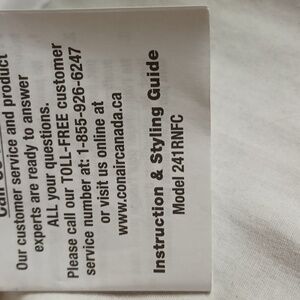 Our customer service and product
experts are ready to answer
ALL your questions.
Please call our TOLL-FREE customer
service number at: 1-855-926-6247
or visit us online at
www.conaircanada.ca
Instruction & Styling Guide
Model 241RNFC